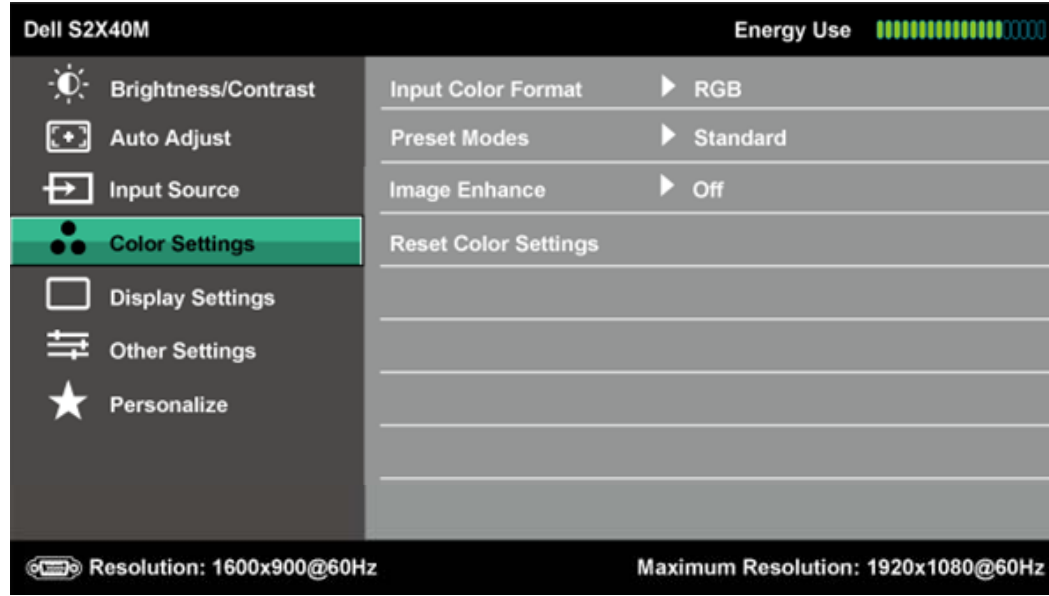 Dell S2X40M Energy Use
Brightness/Contrast
Auto Adjust
Input Source
Color Settings
Display Settings
Other Settings
Personalize
Input Color Format RGB
Preset Modes Standard
Image Enhance Off
Reset Color Settings
Resolution: 1600x900@60Hz Maximum Resolution: 1920x1080@60Hz